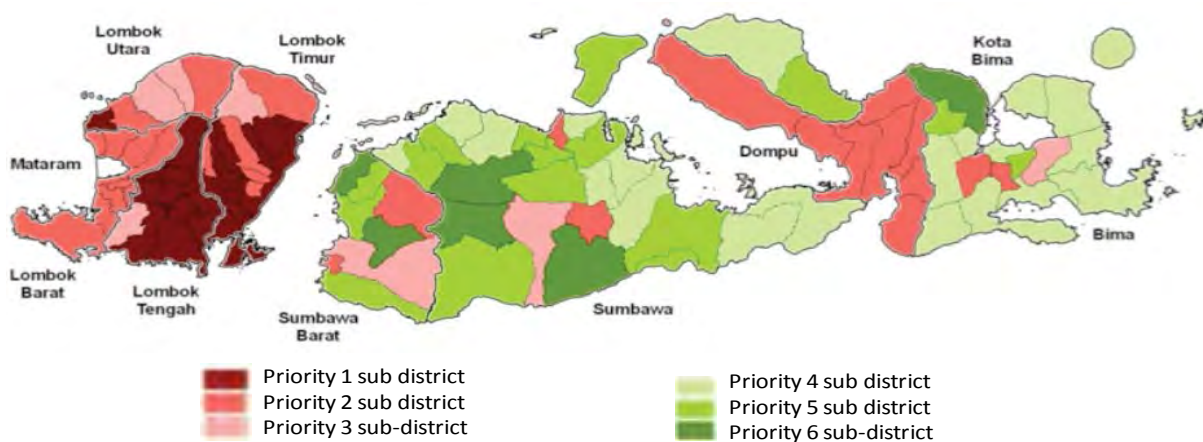 Lombok
Utara
Lombok
Timur
Kota
Bima
Mataram
Dompu
Lombok
Barat
Lombok
Tengah
Sumbawa
Barat
Sumbawa
Bima
Priority 1 sub district
Priority 2 sub district
Priority 3 sub-district
Priority 4 sub district
Priority 5 sub district
Priority 6 sub-district